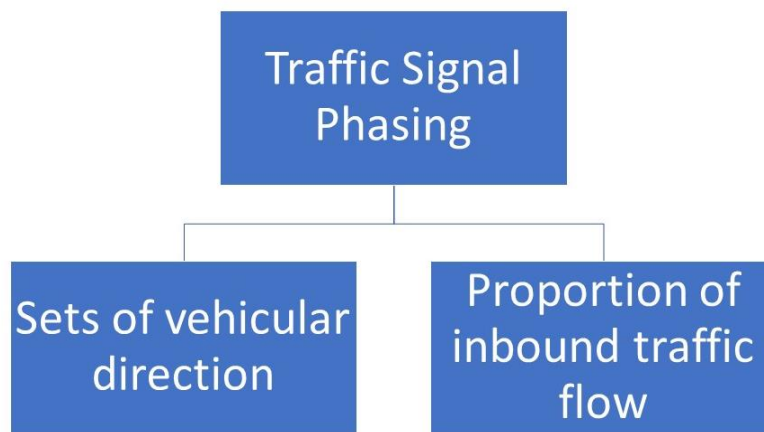 Traffic Signal
Phasing
Sets of vehicular
direction
Proportion of
inbound traffic
flow